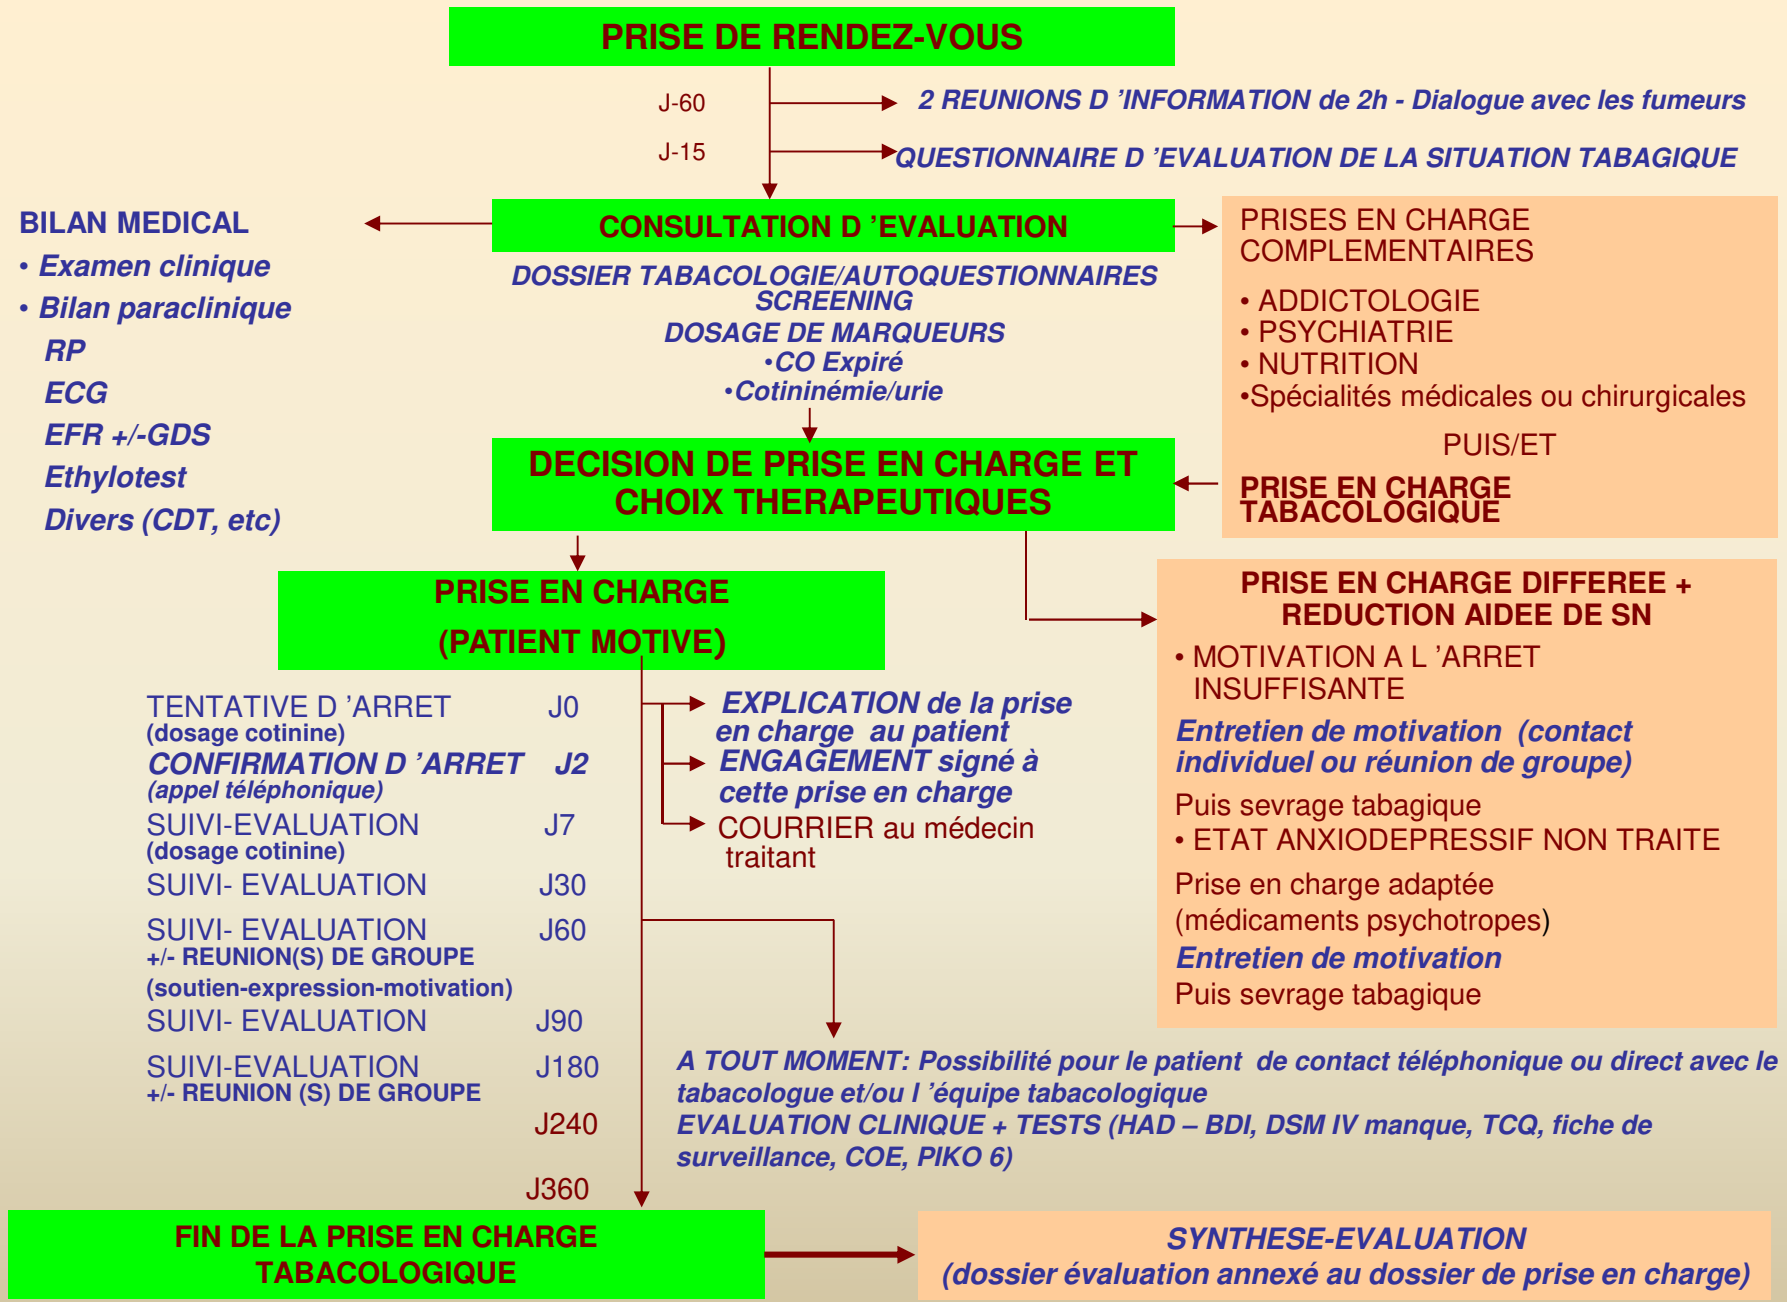 PRISE DE RENDEZ-VOUS
J-60
2 REUNIONS D ’INFORMATION de 2h - Dialogue avec les fumeurs
J-15
QUESTIONNAIRE D ’EVALUATION DE LA SITUATION TABAGIQUE
CONSULTATION D ’EVALUATION
DOSSIER TABACOLOGIE/AUTOQUESTIONNAIRES
SCREENING
DOSAGE DE MARQUEURS
•CO Expiré
•Cotininémie/urie
BILAN MEDICAL
• Examen clinique
• Bilan paraclinique
RP
ECG
EFR +/-GDS
Ethylotest
Divers (CDT, etc)
PRISES EN CHARGE
COMPLEMENTAIRES
• ADDICTOLOGIE
• PSYCHIATRIE
• NUTRITION
•Spécialités médicales ou chirurgicales
PUIS/ET
PRISE EN CHARGE
TABACOLOGIQUE
DECISION DE PRISE EN CHARGE ET
CHOIX THERAPEUTIQUES
PRISE EN CHARGE
(PATIENT MOTIVE)
PRISE EN CHARGE DIFFEREE +
REDUCTION AIDEE DE SN
• MOTIVATION A L ’ARRET
INSUFFISANTE
Entretien de motivation (contact
individuel ou réunion de groupe)
Puis sevrage tabagique
• ETAT ANXIODEPRESSIF NON TRAITE
Prise en charge adaptée
(médicaments psychotropes)
Entretien de motivation
Puis sevrage tabagique
TENTATIVE D ’ARRET J0
(dosage cotinine)
CONFIRMATION D ’ARRET J2
(appel téléphonique)
SUIVI-EVALUATION J7
(dosage cotinine)
SUIVI- EVALUATION J30
SUIVI- EVALUATION J60
+/- REUNION(S) DE GROUPE
(soutien-expression-motivation)
SUIVI- EVALUATION J90
SUIVI-EVALUATION J180
+/- REUNION (S) DE GROUPE
J240
J360
EXPLICATION de la prise
en charge au patient
ENGAGEMENT signé à
cette prise en charge
COURRIER au médecin
traitant
A TOUT MOMENT: Possibilité pour le patient de contact téléphonique ou direct avec le
tabacologue et/ou l ’équipe tabacologique
EVALUATION CLINIQUE + TESTS (HAD – BDI, DSM IV manque, TCQ, fiche de
surveillance, COE, PIKO 6)
FIN DE LA PRISE EN CHARGE
TABACOLOGIQUE
SYNTHESE-EVALUATION
(dossier évaluation annexé au dossier de prise en charge)